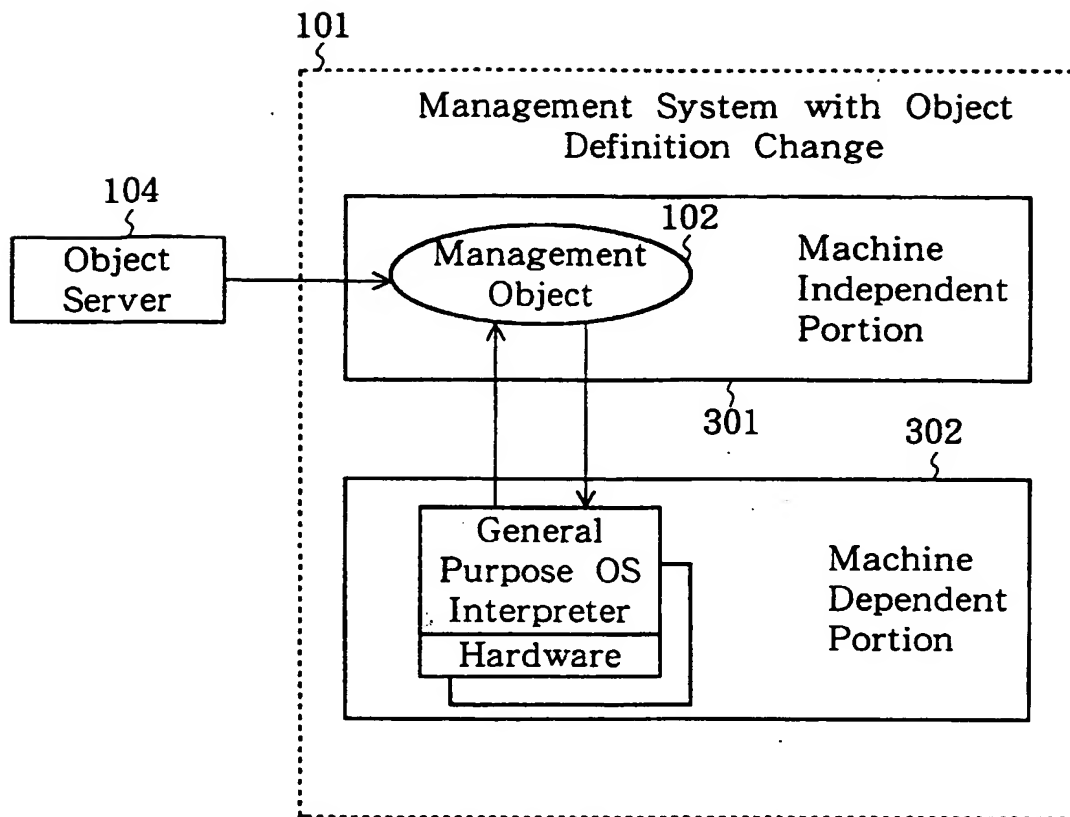 101
Management System with Object
Definition Change
104
Object
Server
102
Management
Object
Machine
Independent
Portion
301
302
General
Purpose OS
Interpreter
Hardware
Machine
Dependent
Portion